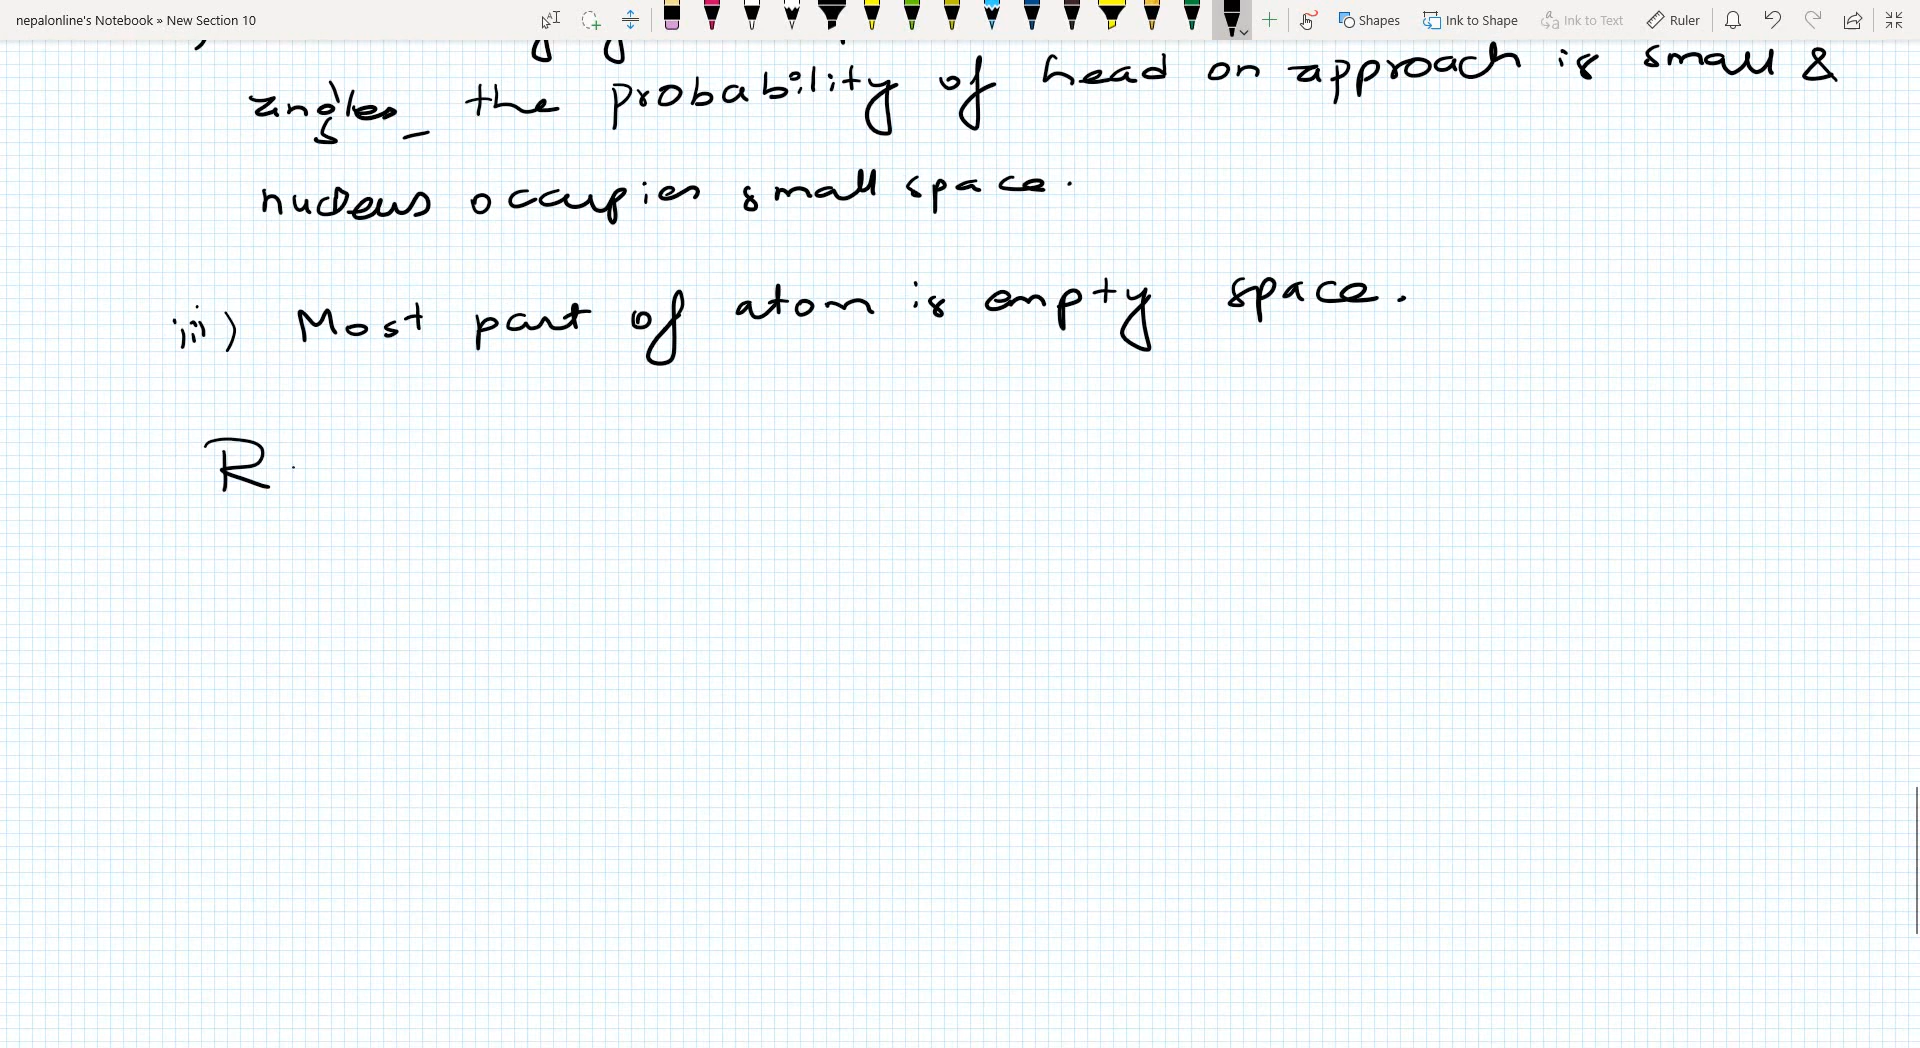 nepalonline's Notebook » New Section 10
Shapes Ink to Shape Ink to Text Ruler
angles the probability of head on approach is small &
nucleus occupies small space.
iii) Most part of atom is empty space.
R